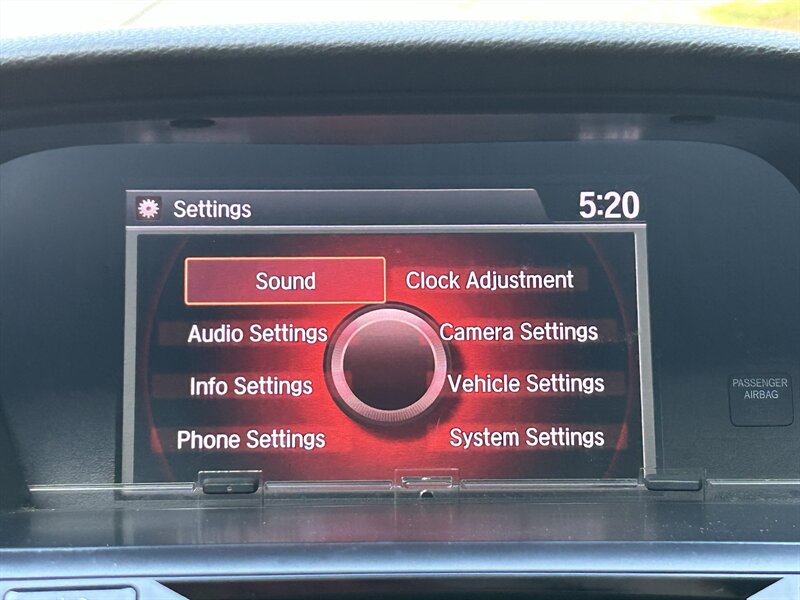 Settings 5:20
Sound Clock Adjustment
Audio Settings Camera Settings
Info Settings Vehicle Settings
Phone Settings System Settings
PASSENGER
AIRBAG